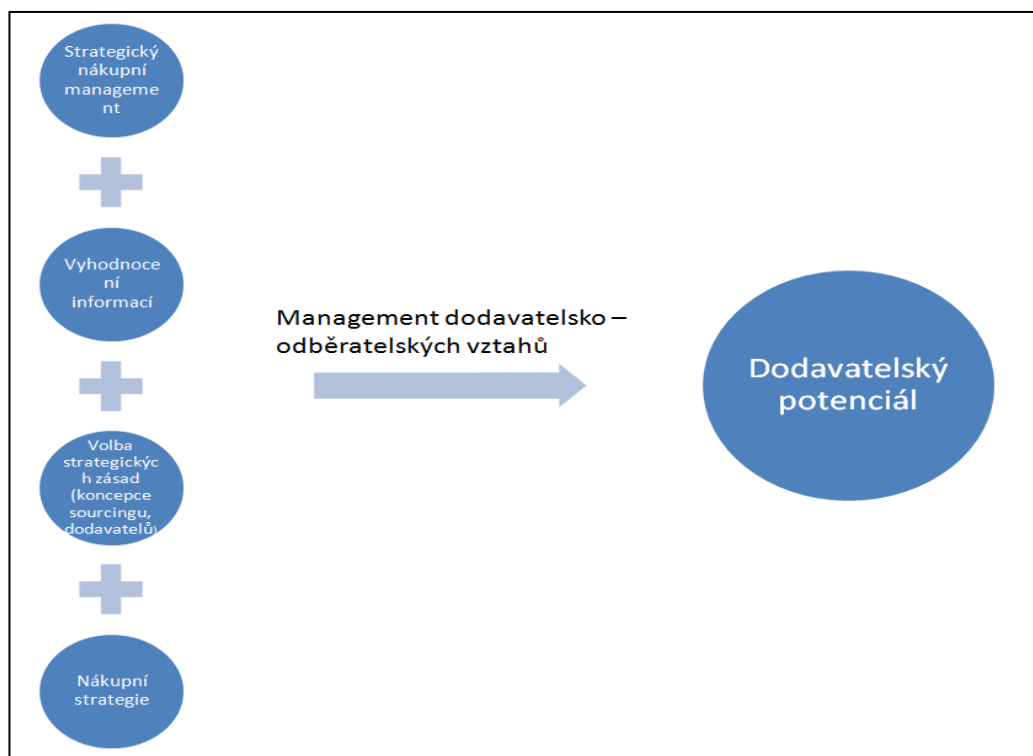 Strategický
nákupní
manageme
nt
Vyhodnoce
ní
informací
Volba
strategickýc
h zásad
(koncepce
sourcingu,
dodavatelů)
Nákupní
strategie
Management dodavatelsko –
odběratelských vztahů
Dodavatelský
potenciál